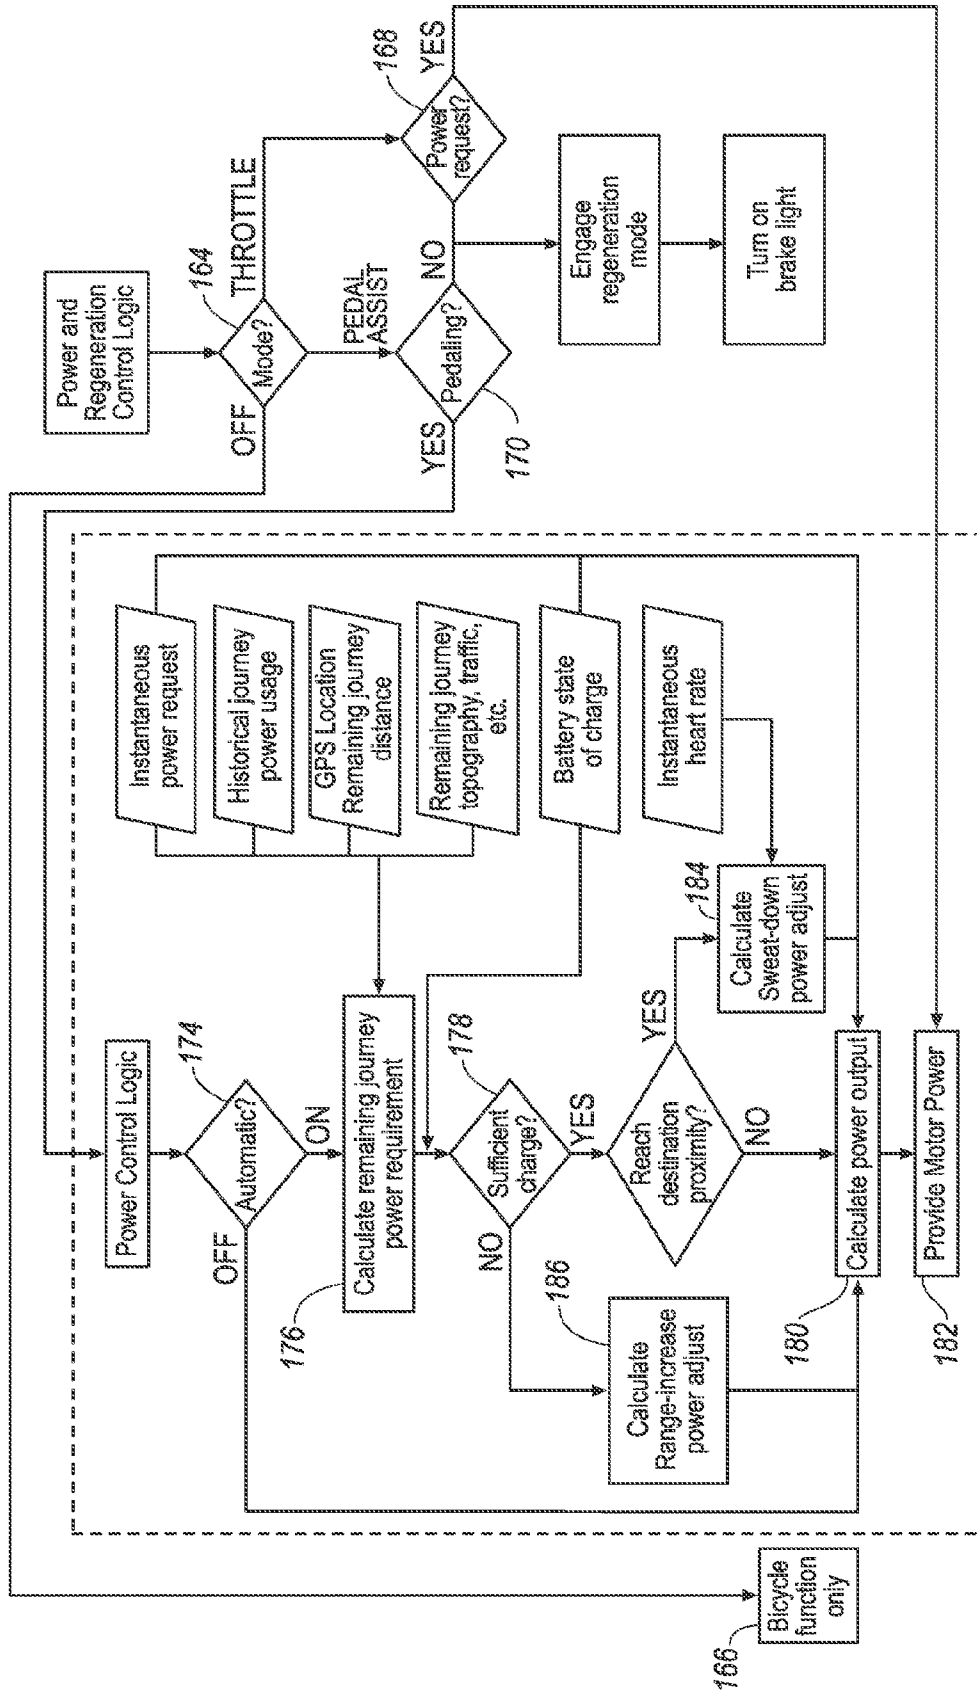 Power and
Regeneration
Control Logic
164
Mode?
OFF
THROTTLE
PEDAL
ASSIST
168
Power
request?
YES
Pedaling?
YES
NO
170
Engage
regeneration
mode
Turn on
brake light
Power Control Logic
174
Automatic?
OFF
ON
176
Calculate remaining journey
power requirement
Instantaneous
power request
Historical journey
power usage
GPS Location
Remaining journey
distance
Remaining journey
topography, traffic,
etc.
Battery state
of charge
Instantaneous
heart rate
178
Sufficient
charge?
NO
YES
Reach
destination
proximity?
YES
NO
184
Calculate
Sweat-down
power adjust
186
Calculate
Range-increase
power adjust
180
Calculate power output
182
Provide Motor Power
166
Bicycle
function
only